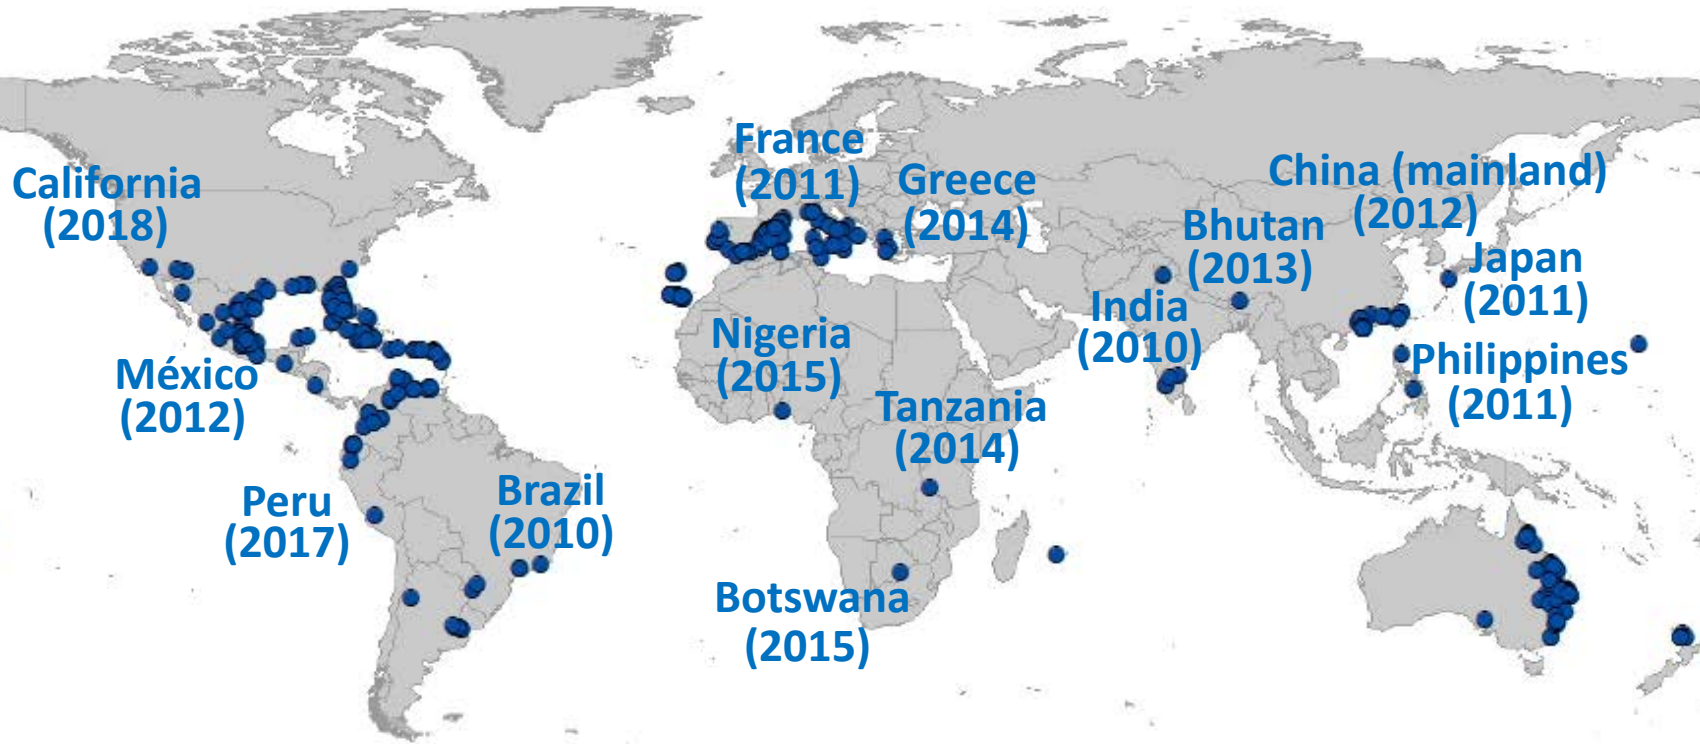 France
(2011)
California
(2018)
Greece
(2014)
China (mainland)
(2012)
Bhutan
(2013)
Japan
(2011)
India
(2010)
Nigeria
(2015)
México
(2012)
Philippines
(2011)
Tanzania
(2014)
Peru
(2017)
Brazil
(2010)
Botswana
(2015)